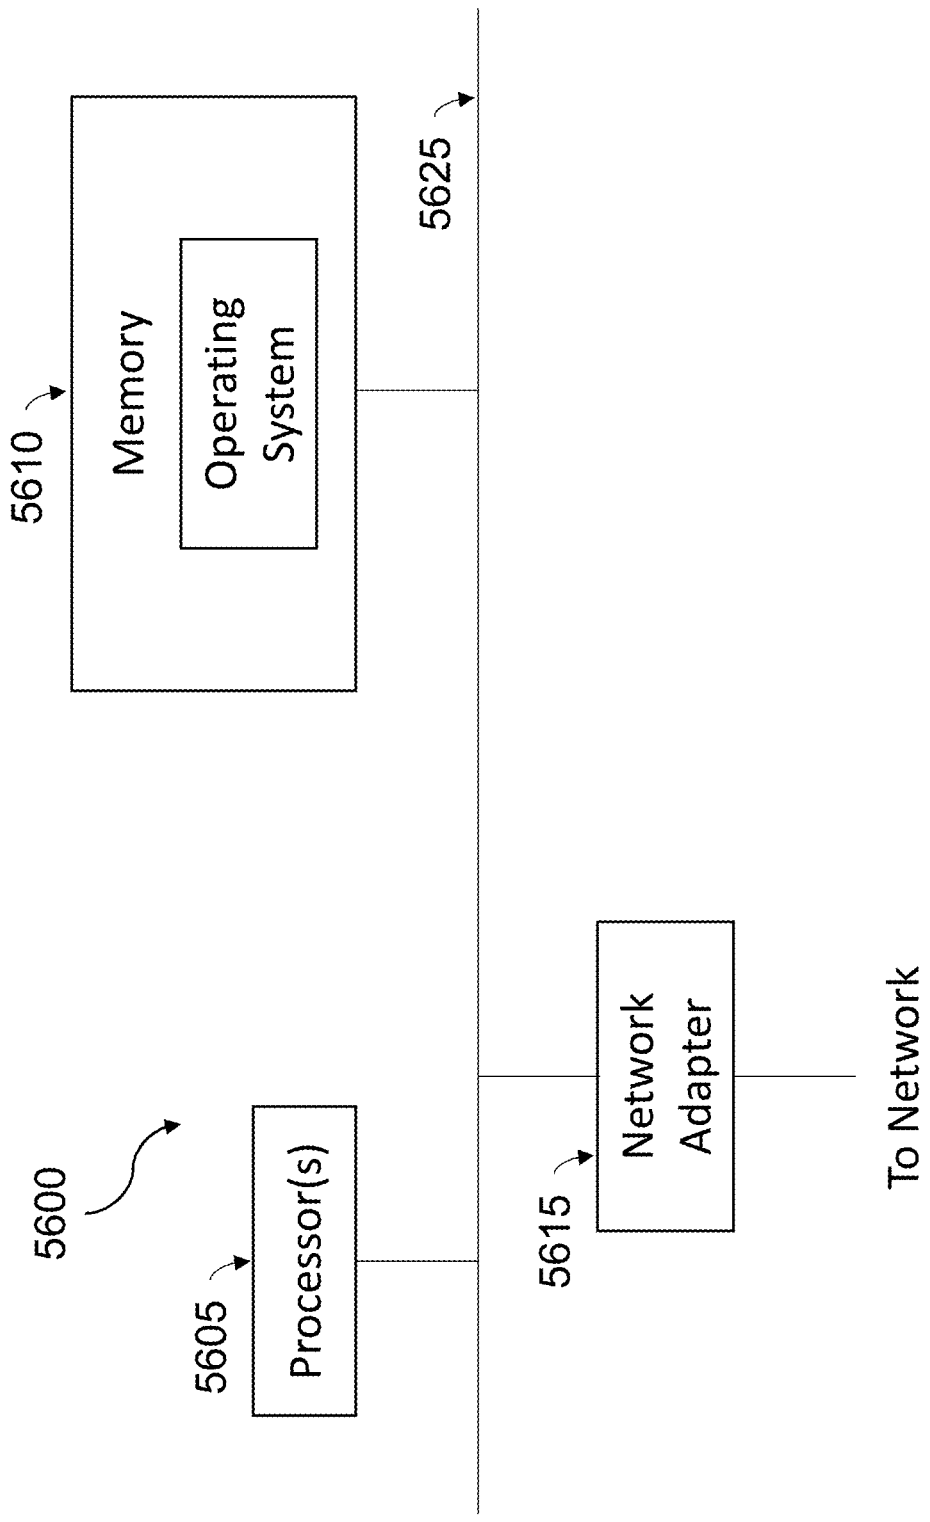 5600
5605
Processor(s)
5610
Memory
Operating
System
5625
5615
Network
Adapter
To Network